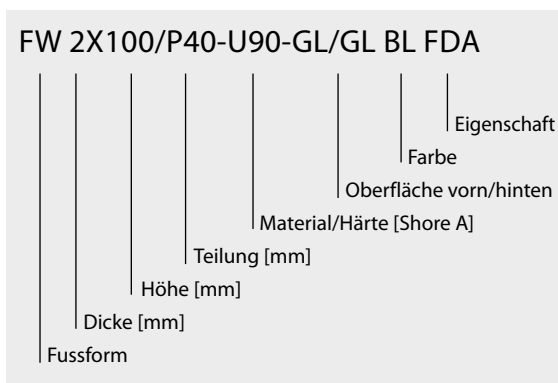 FW 2X100/P40-U90-GL/GL BL FDA
Eigenschaft
Farbe
Oberfläche vorn/hinten
Material/Härte [Shore A]
Teilung [mm]
Höhe [mm]
Dicke [mm]
Fussform